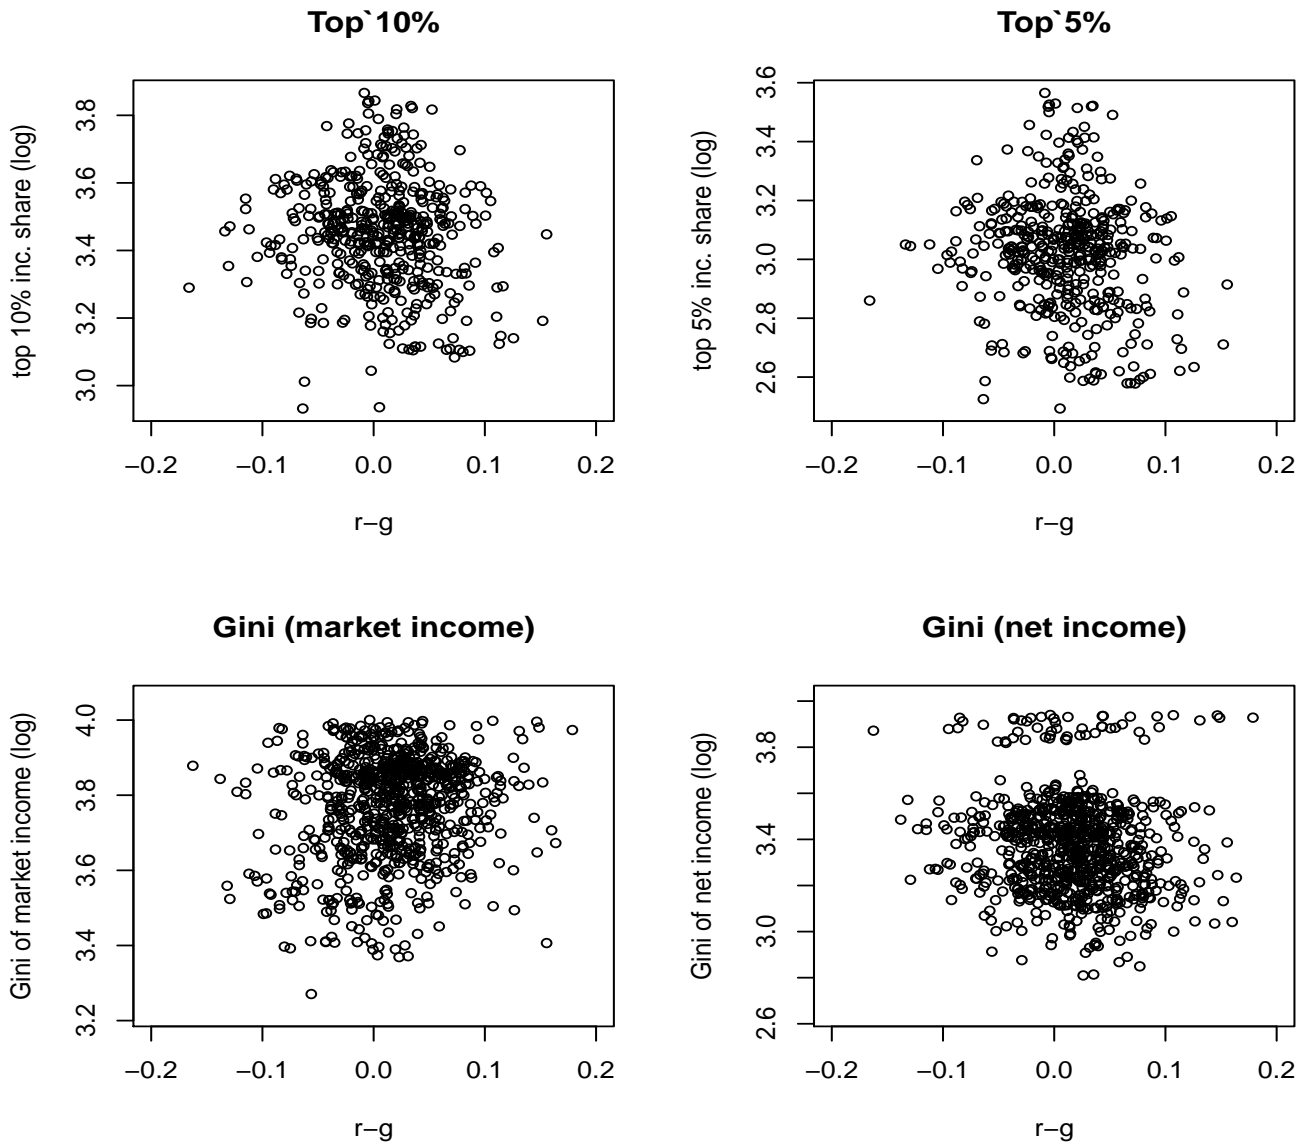 Top`10%
top 10% inc. share (log)
3.8
3.6
3.4
3.2
3.0
−0.2 −0.1 0.0 0.1 0.2
r−g
Top`5%
top 5% inc. share (log)
3.6
3.4
3.2
3.0
2.8
2.6
−0.2 −0.1 0.0 0.1 0.2
r−g
Gini (market income)
Gini of market income (log)
4.0
3.8
3.6
3.4
3.2
−0.2 −0.1 0.0 0.1 0.2
r−g
Gini (net income)
Gini of net income (log)
3.8
3.4
3.0
2.6
−0.2 −0.1 0.0 0.1 0.2
r−g